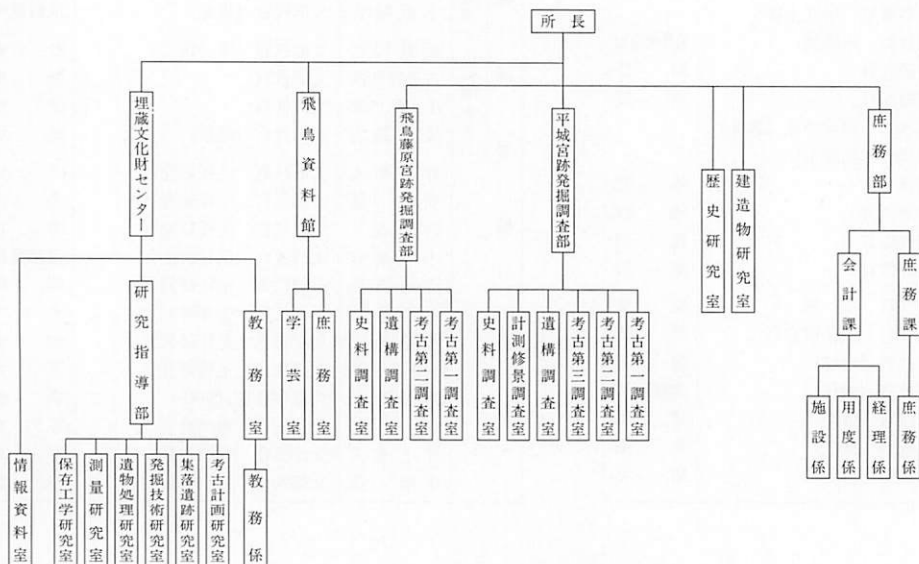 所長
庶務部
建造物研究室
歴史研究室
平城宮跡発掘調査部
飛鳥藤原宮跡発掘調査部
飛鳥資料館
埋蔵文化財センター
庶務課
会計課
庶務係
経理係
用度係
施設係
考古第一調査室
考古第二調査室
考古第三調査室
遺構調査室
計測修景調査室
史料調査室
考古第一調査室
考古第二調査室
遺構調査室
史料調査室
庶務室
学芸室
教務室
教務係
研究指導部
考古計画研究室
集落遺跡研究室
発掘技術研究室
遺物処理研究室
測量研究室
保存工学研究室
情報資料室